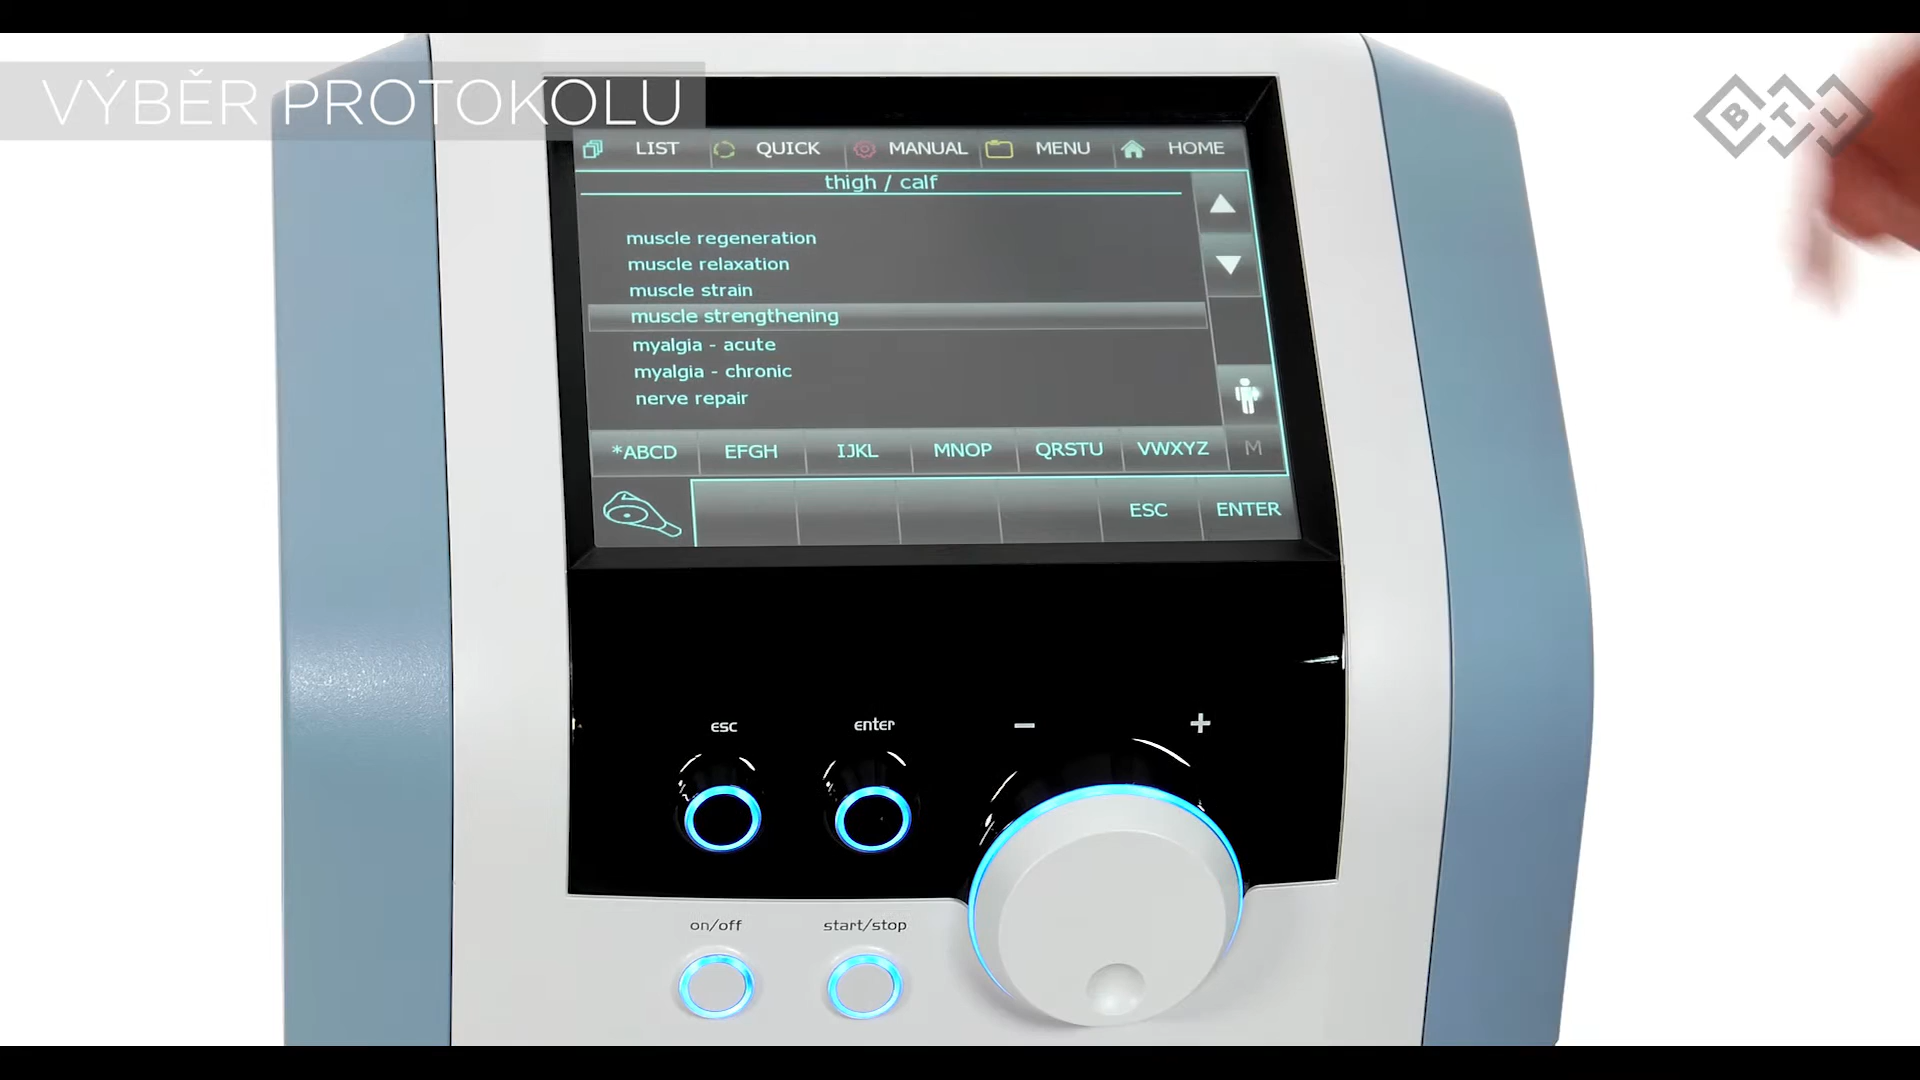 VÝBĚR PROTOKOLU
BTL
LIST QUICK MANUAL MENU HOME
thigh / calf
muscle regeneration
muscle relaxation
muscle strain
muscle strengthening
myalgia - acute
myalgia - chronic
nerve repair
*ABCD EFGH IJKL MNOP QRSTU VWXYZ M
ESC ENTER
esc enter − +
on/off start/stop